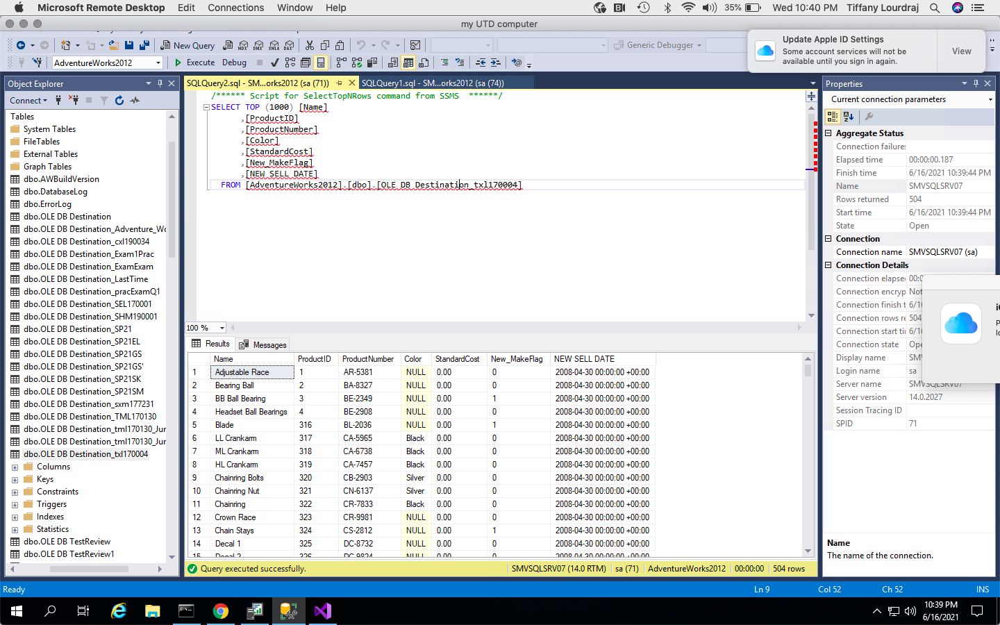 Microsoft Remote Desktop Edit Connections Window Help 35% Wed 10:40 PM Tiffany Lourdraj
my UTD computer
New Query MDX DMX XMLA DAX Generic Debugger
AdventureWorks2012 Execute Debug
Update Apple ID Settings
Some account services will not be
available until you sign in again.
View
Object Explorer
Connect
Tables
System Tables
FileTables
External Tables
Graph Tables
dbo.AWBuildVersion
dbo.DatabaseLog
dbo.ErrorLog
dbo.OLE DB Destination
dbo.OLE DB Destination_Adventure_Wo
dbo.OLE DB Destination_cxl190034
dbo.OLE DB Destination_Exam1Prac
dbo.OLE DB Destination_ExamExam
dbo.OLE DB Destination_LastTime
dbo.OLE DB Destination_pracExamQ1
dbo.OLE DB Destination_SEL170001
dbo.OLE DB Destination_SHM190001
dbo.OLE DB Destination_SP21
dbo.OLE DB Destination_SP21EL
dbo.OLE DB Destination_SP21GS
dbo.OLE DB Destination_SP21GS'
dbo.OLE DB Destination_SP21SK
dbo.OLE DB Destination_SP21SM
dbo.OLE DB Destination_sxm177231
dbo.OLE DB Destination_TML170130
dbo.OLE DB Destination_tml170130_Jur
dbo.OLE DB Destination_tml170130_Jur
dbo.OLE DB Destination_txl170004
Columns
Keys
Constraints
Triggers
Indexes
Statistics
dbo.OLE DB TestReview
dbo.OLE DB TestReview1
SQLQuery2.sql - SM...orks2012 (sa (71)) SQLQuery1.sql - SM...orks2012 (sa (74))
/****** Script for SelectTopNRows command from SSMS ******/
SELECT TOP (1000) [Name]
,[ProductID]
,[ProductNumber]
,[Color]
,[StandardCost]
,[New_MakeFlag]
,[NEW SELL DATE]
FROM [AdventureWorks2012].[dbo].[OLE DB Destination_txl170004]
100 %
Results Messages
Name ProductID ProductNumber Color StandardCost New_MakeFlag NEW SELL DATE
1 Adjustable Race 1 AR-5381 NULL 0.00 0 2008-04-30 00:00:00 +00:00
2 Bearing Ball 2 BA-8327 NULL 0.00 0 2008-04-30 00:00:00 +00:00
3 BB Ball Bearing 3 BE-2349 NULL 0.00 1 2008-04-30 00:00:00 +00:00
4 Headset Ball Bearings 4 BE-2908 NULL 0.00 0 2008-04-30 00:00:00 +00:00
5 Blade 316 BL-2036 NULL 0.00 1 2008-04-30 00:00:00 +00:00
6 LL Crankarm 317 CA-5965 Black 0.00 0 2008-04-30 00:00:00 +00:00
7 ML Crankarm 318 CA-6738 Black 0.00 0 2008-04-30 00:00:00 +00:00
8 HL Crankarm 319 CA-7457 Black 0.00 0 2008-04-30 00:00:00 +00:00
9 Chainring Bolts 320 CB-2903 Silver 0.00 0 2008-04-30 00:00:00 +00:00
10 Chainring Nut 321 CN-6137 Silver 0.00 0 2008-04-30 00:00:00 +00:00
11 Chainring 322 CR-7833 Black 0.00 0 2008-04-30 00:00:00 +00:00
12 Crown Race 323 CR-9981 NULL 0.00 0 2008-04-30 00:00:00 +00:00
13 Chain Stays 324 CS-2812 NULL 0.00 1 2008-04-30 00:00:00 +00:00
14 Decal 1 325 DC-8732 NULL 0.00 0 2008-04-30 00:00:00 +00:00
15 Decal 2 326 DC-9824 NULL 0.00 0 2008-04-30 00:00:00 +00:00
Query executed successfully. SMVSQLSRV07 (14.0 RTM) sa (71) AdventureWorks2012 00:00:00 504 rows
Properties
Current connection parameters
Aggregate Status
Connection failures
Elapsed time 00:00:00.187
Finish time 6/16/2021 10:39:44 PM
Name SMVSQLSRV07
Rows returned 504
Start time 6/16/2021 10:39:44 PM
State Open
Connection
Connection name SMVSQLSRV07 (sa)
Connection Details
Connection elapse 00:0
Connection encryp Not
Connection finish t 6/16
Connection rows re 504
Connection start tir 6/16
Connection state Ope
Display name SMV
Login name sa
Server name SMVSQLSRV07
Server version 14.0.2027
Session Tracing ID
SPID 71
Name
The name of the connection.
Ready Ln 9 Col 52 Ch 52 INS
10:39 PM
6/16/2021